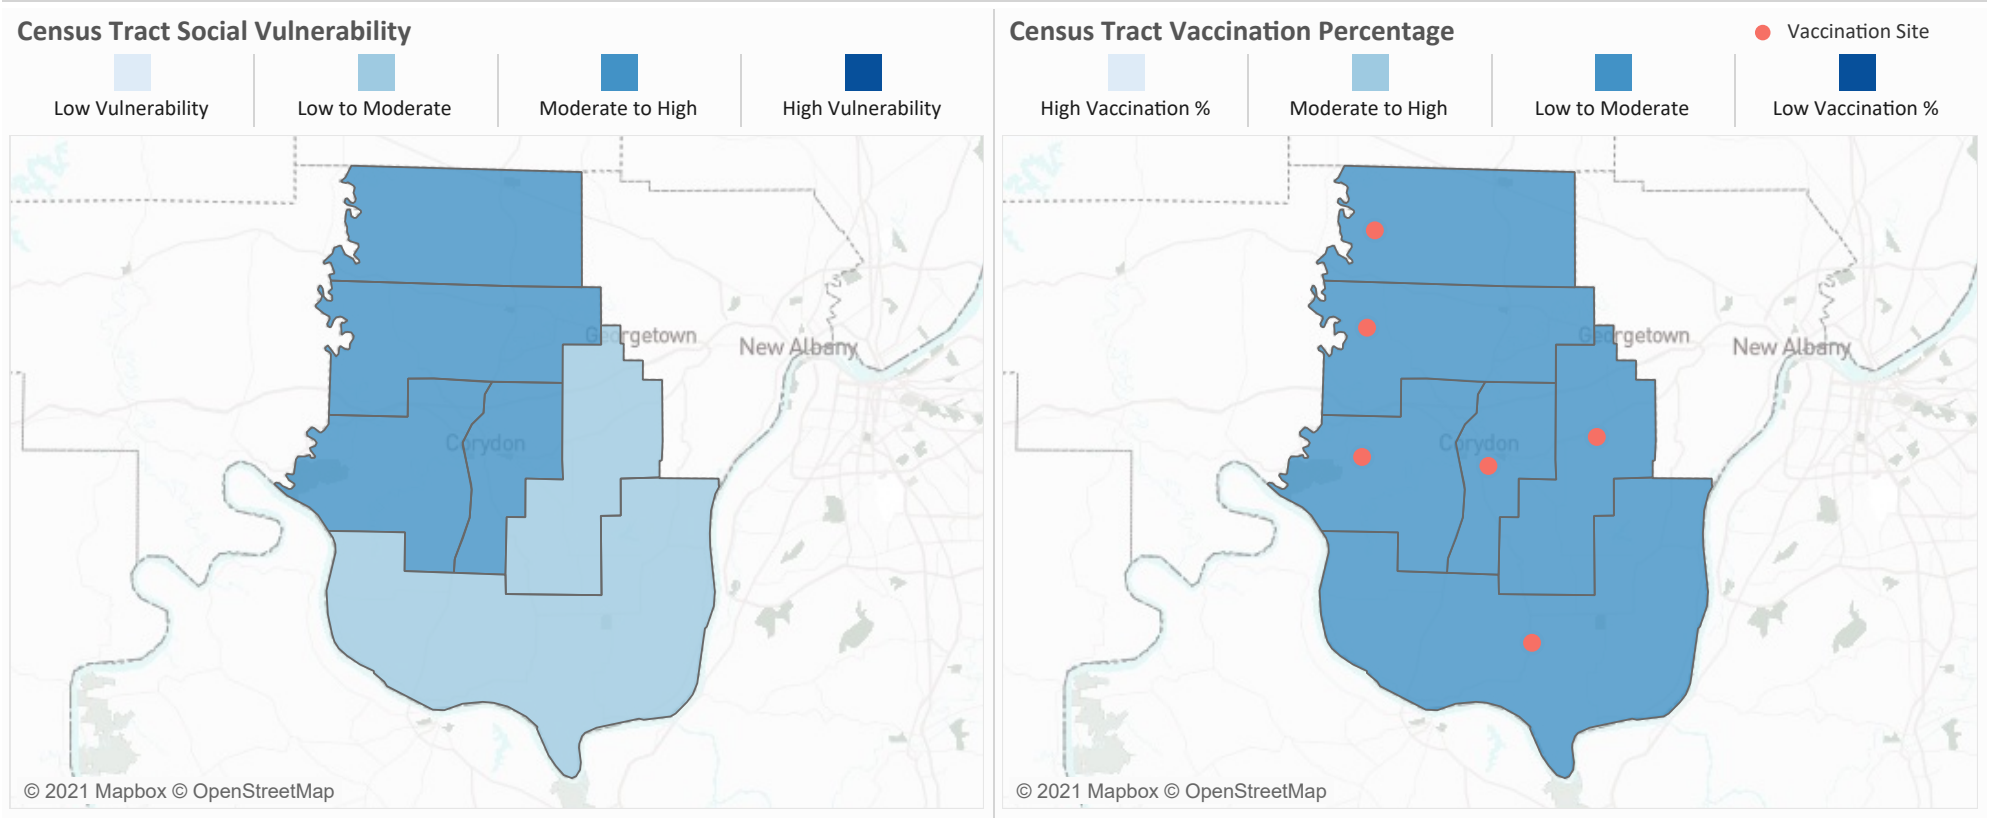 Census Tract Social Vulnerability
Low Vulnerability
Low to Moderate
Moderate to High
High Vulnerability
Georgetown
New Albany
Corydon
© 2021 Mapbox © OpenStreetMap
Census Tract Vaccination Percentage
Vaccination Site
High Vaccination %
Moderate to High
Low to Moderate
Low Vaccination %
Georgetown
New Albany
Corydon
© 2021 Mapbox © OpenStreetMap